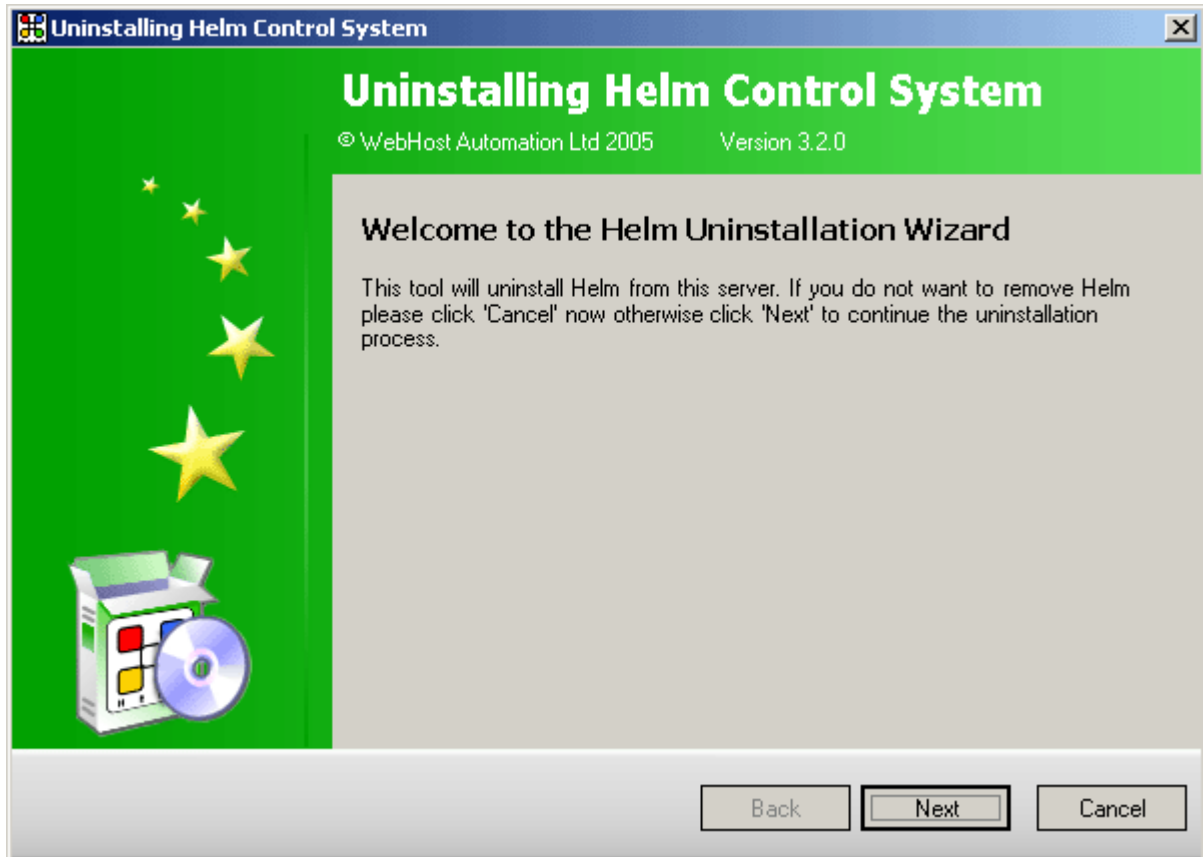 Uninstalling Helm Control System
Uninstalling Helm Control System
© WebHost Automation Ltd 2005 Version 3.2.0
Welcome to the Helm Uninstallation Wizard
This tool will uninstall Helm from this server. If you do not want to remove Helm
please click 'Cancel' now otherwise click 'Next' to continue the uninstallation
process.
Back Next Cancel